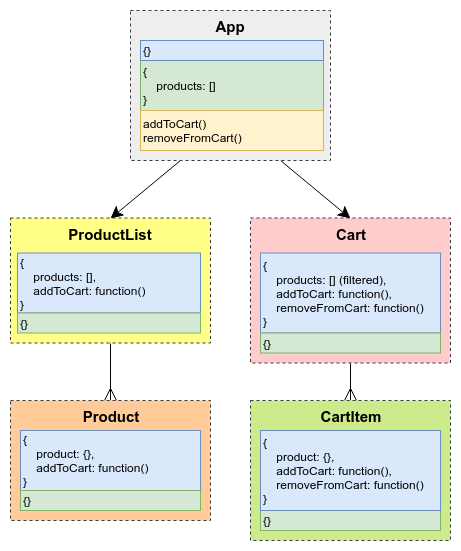 App
{}
{
products: []
}
addToCart()
removeFromCart()
ProductList
{
products: [],
addToCart: function()
}
{}
Cart
{
products: [] (filtered),
addToCart: function(),
removeFromCart: function()
}
{}
Product
{
product: {},
addToCart: function()
}
{}
CartItem
{
product: {},
addToCart: function(),
removeFromCart: function()
}
{}